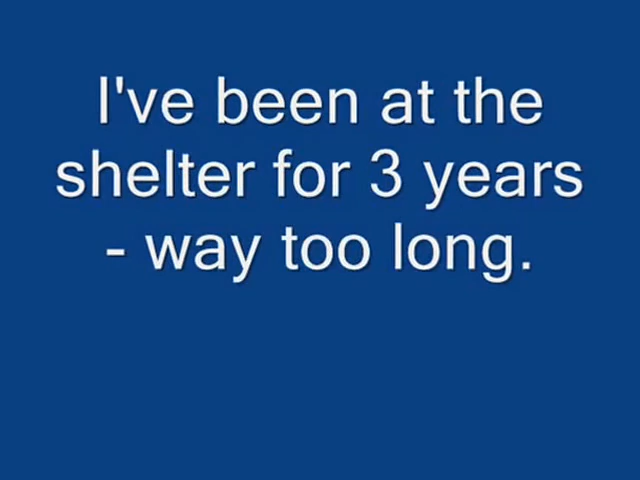 I've been at the
shelter for 3 years
- way too long.